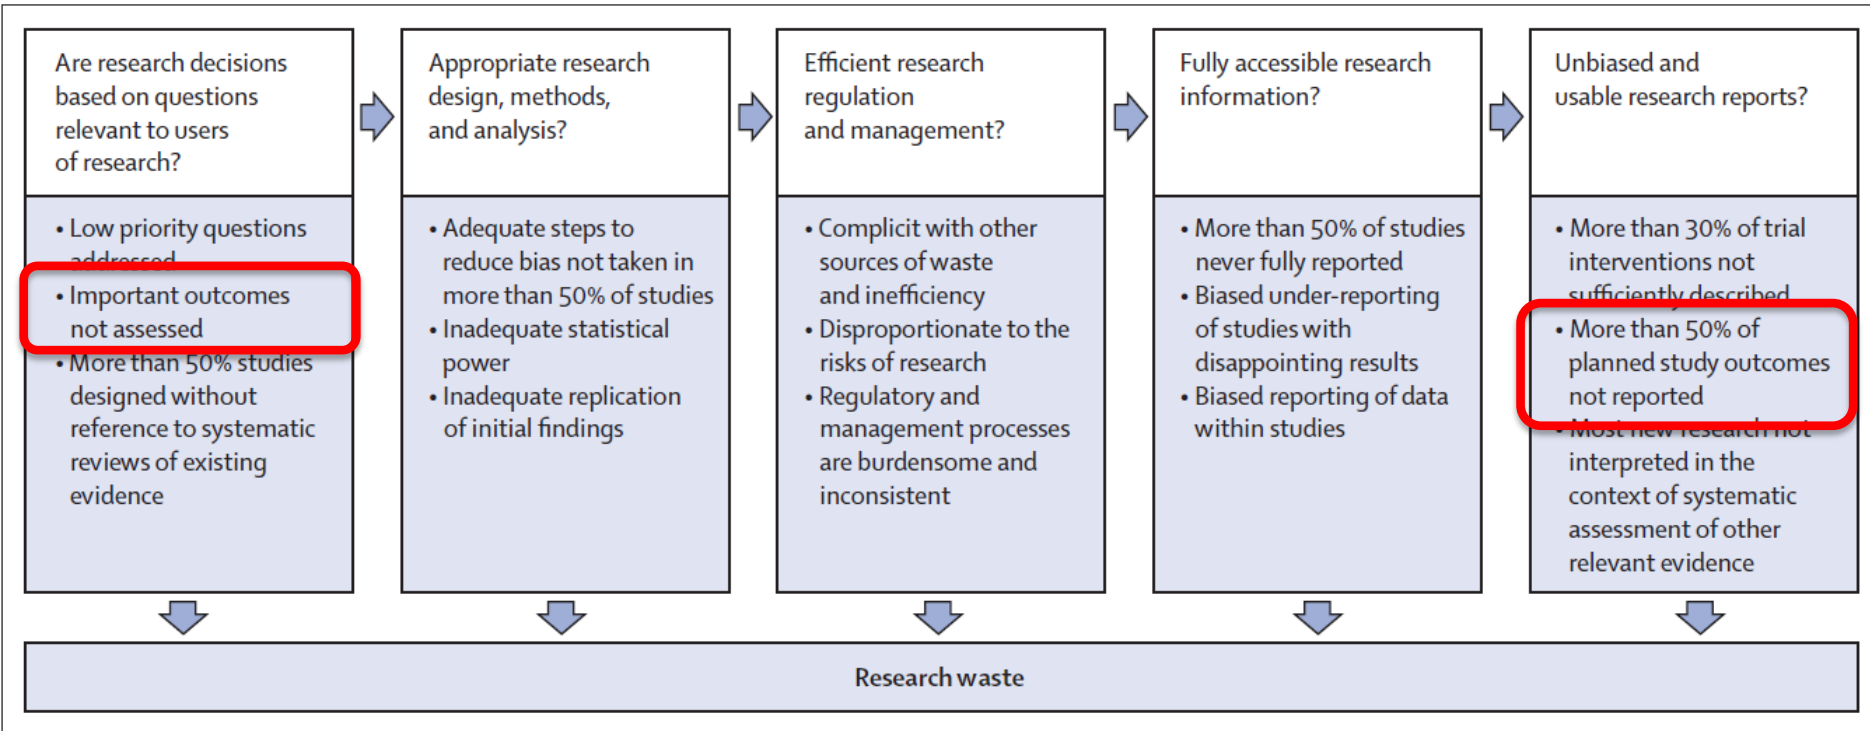 Are research decisions
based on questions
relevant to users
of research?
• Low priority questions
addressed
• Important outcomes
not assessed
• More than 50% studies
designed without
reference to systematic
reviews of existing
evidence
Appropriate research
design, methods,
and analysis?
• Adequate steps to
reduce bias not taken in
more than 50% of studies
• Inadequate statistical
power
• Inadequate replication
of initial findings
Efficient research
regulation
and management?
• Complicit with other
sources of waste
and inefficiency
• Disproportionate to the
risks of research
• Regulatory and
management processes
are burdensome and
inconsistent
Fully accessible research
information?
• More than 50% of studies
never fully reported
• Biased under-reporting
of studies with
disappointing results
• Biased reporting of data
within studies
Unbiased and
usable research reports?
• More than 30% of trial
interventions not
sufficiently described
• More than 50% of
planned study outcomes
not reported
• Most new research not
interpreted in the
context of systematic
assessment of other
relevant evidence
Research waste